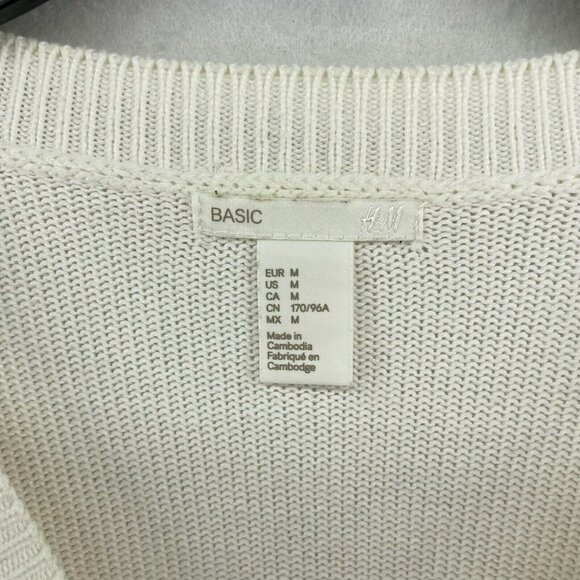 BASIC H&M
EUR M
US M
CA M
CN 170/96A
MX M
Made in
Cambodia
Fabriqué en
Cambodge